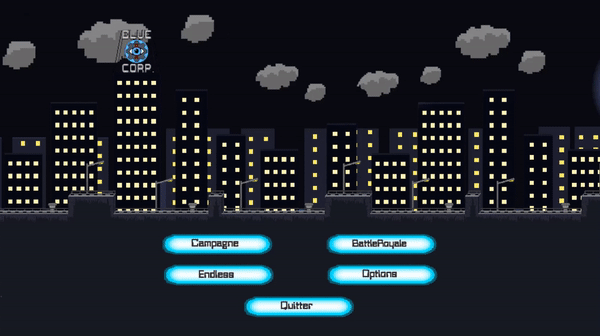 BLUE
CORP.
Campagne
BattleRoyale
Endless
Options
Quitter